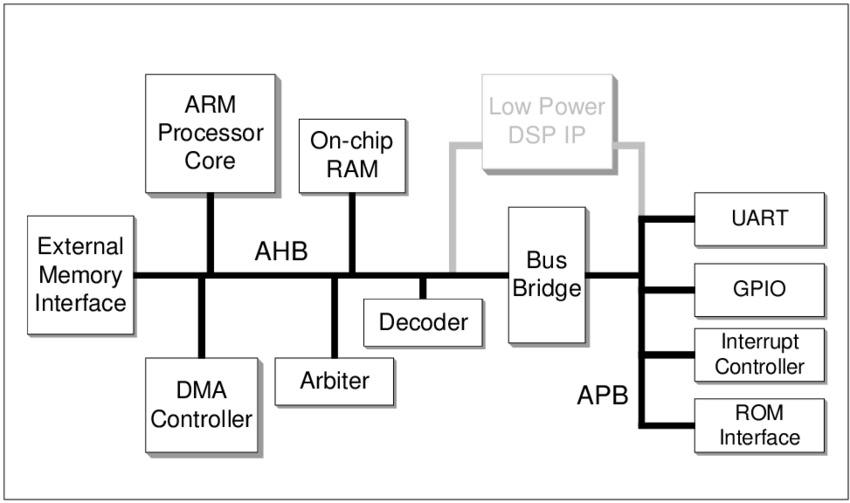 ARM
Processor
Core
On-chip
RAM
Low Power
DSP IP
External
Memory
Interface
AHB
Bus
Bridge
UART
GPIO
Decoder
Interrupt
Controller
DMA
Controller
Arbiter
APB
ROM
Interface